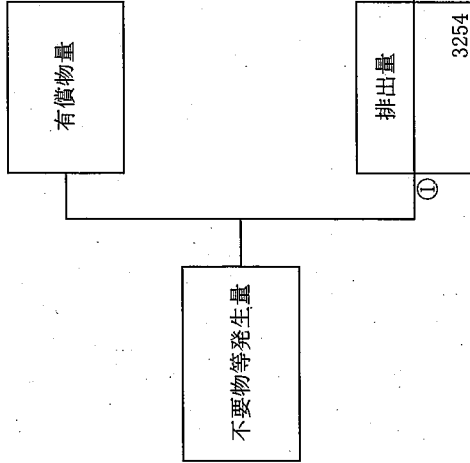 不要物等発生量
有償物量
排出量
①
3254